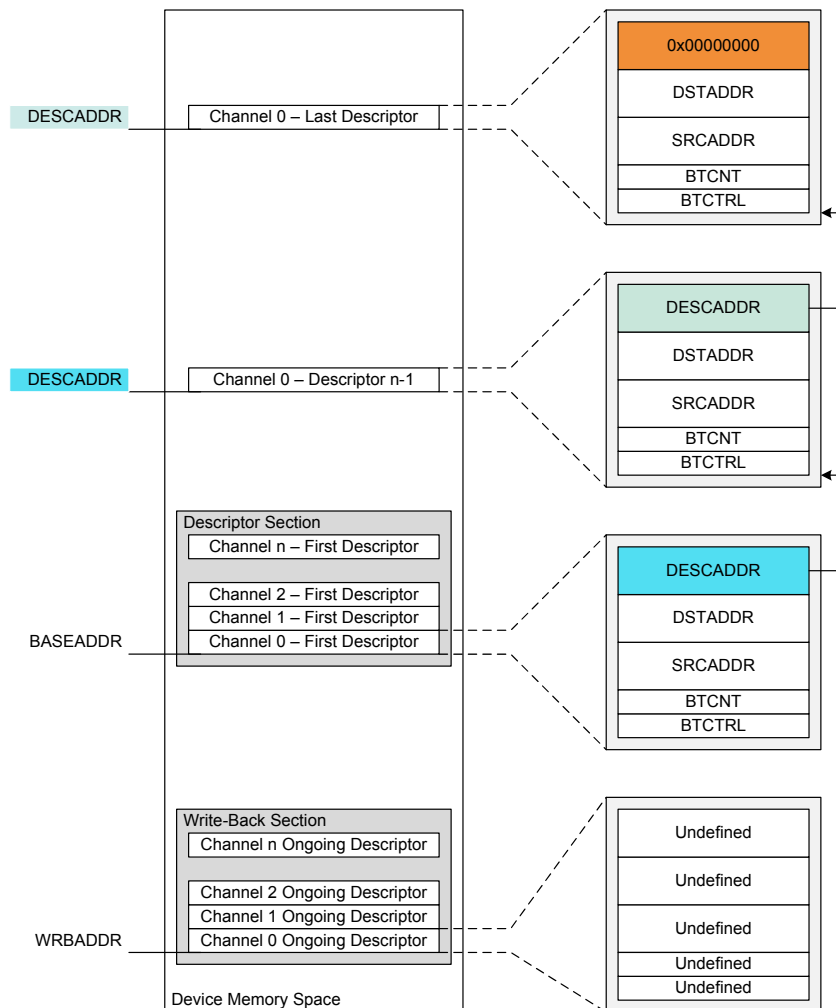 0x00000000
DESCADDR
Channel 0 – Last Descriptor
DSTADDR
SRCADDR
BTCNT
BTCTRL
DESCADDR
DESCADDR
Channel 0 – Descriptor n-1
DSTADDR
SRCADDR
BTCNT
BTCTRL
Descriptor Section
Channel n – First Descriptor
Channel 2 – First Descriptor
Channel 1 – First Descriptor
BASEADDR
Channel 0 – First Descriptor
DESCADDR
DSTADDR
SRCADDR
BTCNT
BTCTRL
Write-Back Section
Channel n Ongoing Descriptor
Channel 2 Ongoing Descriptor
Channel 1 Ongoing Descriptor
WRBADDR
Channel 0 Ongoing Descriptor
Undefined
Undefined
Undefined
Undefined
Undefined
Device Memory Space